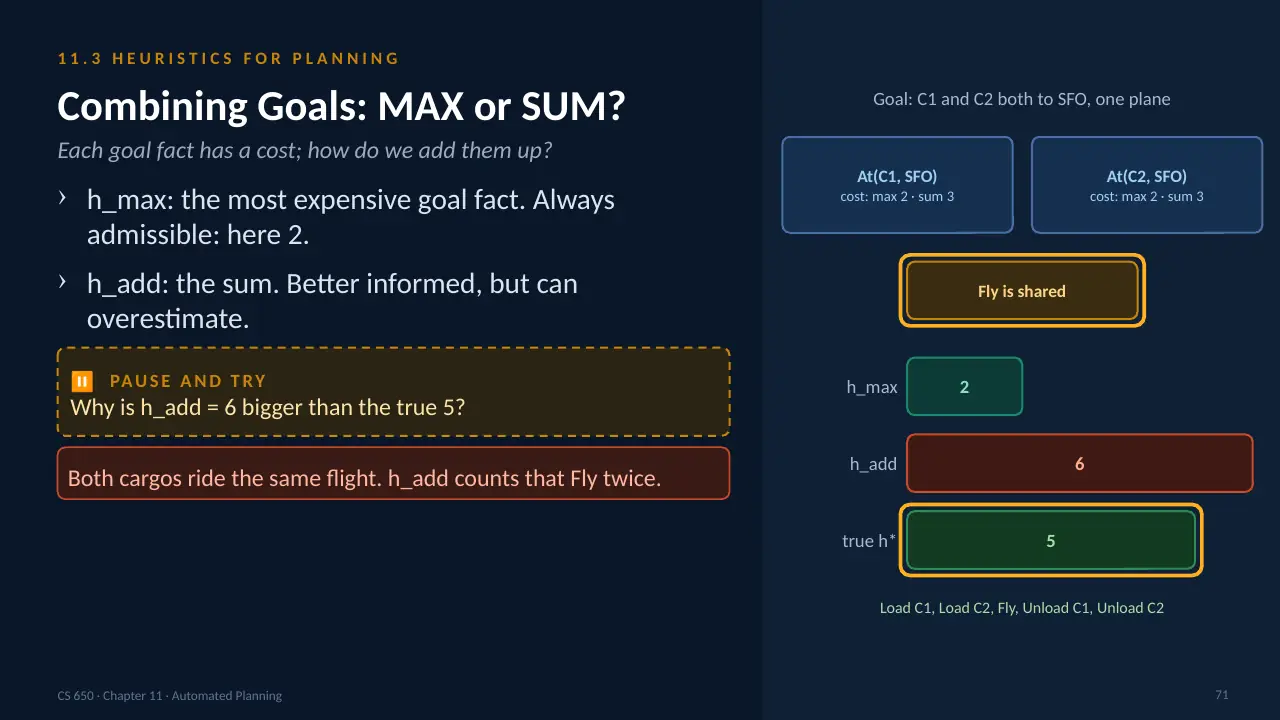 11.3 HEURISTICS FOR PLANNING
Combining Goals: MAX or SUM?
Each goal fact has a cost; how do we add them up?
› h_max: the most expensive goal fact. Always
admissible: here 2.
› h_add: the sum. Better informed, but can
overestimate.
⏸ PAUSE AND TRY
Why is h_add = 6 bigger than the true 5?
Both cargos ride the same flight. h_add counts that Fly twice.
Goal: C1 and C2 both to SFO, one plane
At(C1, SFO)
cost: max 2 · sum 3
At(C2, SFO)
cost: max 2 · sum 3
Fly is shared
h_max 2
h_add 6
true h* 5
Load C1, Load C2, Fly, Unload C1, Unload C2
CS 650 · Chapter 11 · Automated Planning
71